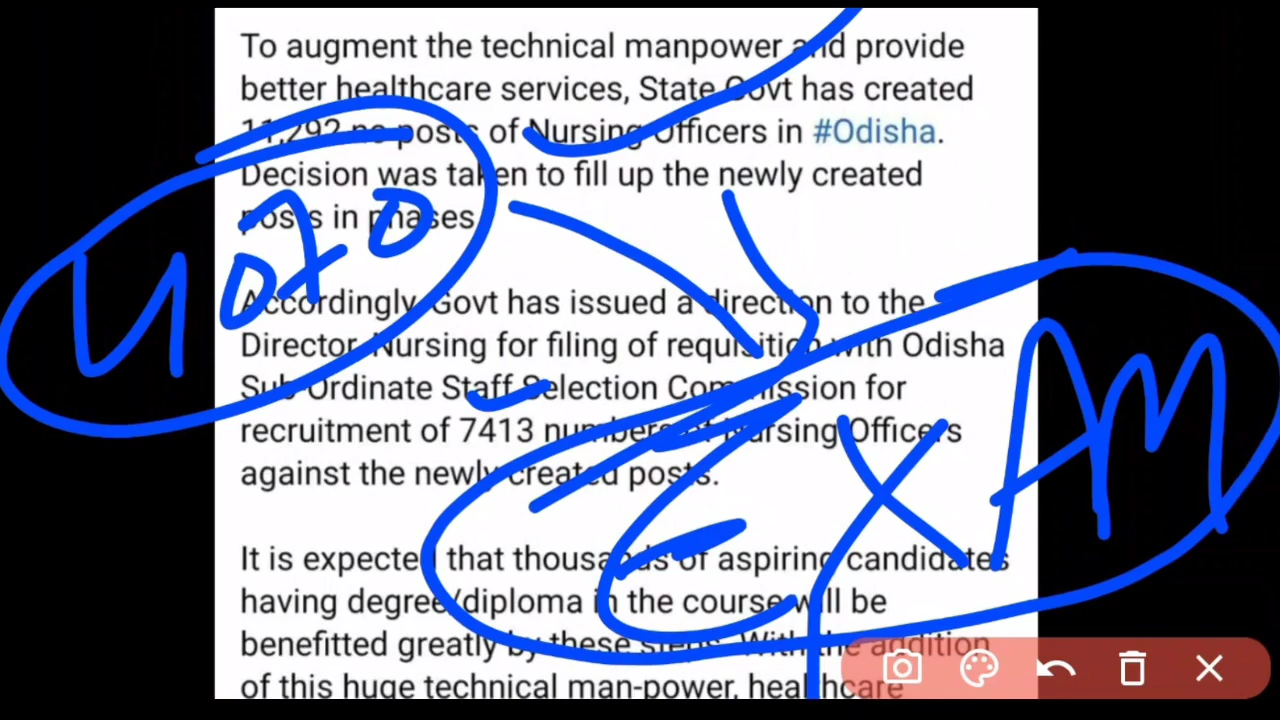 To augment the technical manpower and provide
better healthcare services, State Govt has created
11,292 no posts of Nursing Officers in #Odisha.
Decision was taken to fill up the newly created
posts in phases
Accordingly Govt has issued a direction to the
Director Nursing for filing of requisition with Odisha
Sub Ordinate Staff Selection Commission for
recruitment of 7413 numbers of Nursing Officers
against the newly created posts.
It is expected that thousands of aspiring candidates
having degree/diploma in the course will be
benefitted greatly by these steps. With the addition
of this huge technical man-power, healthcare
EXAM